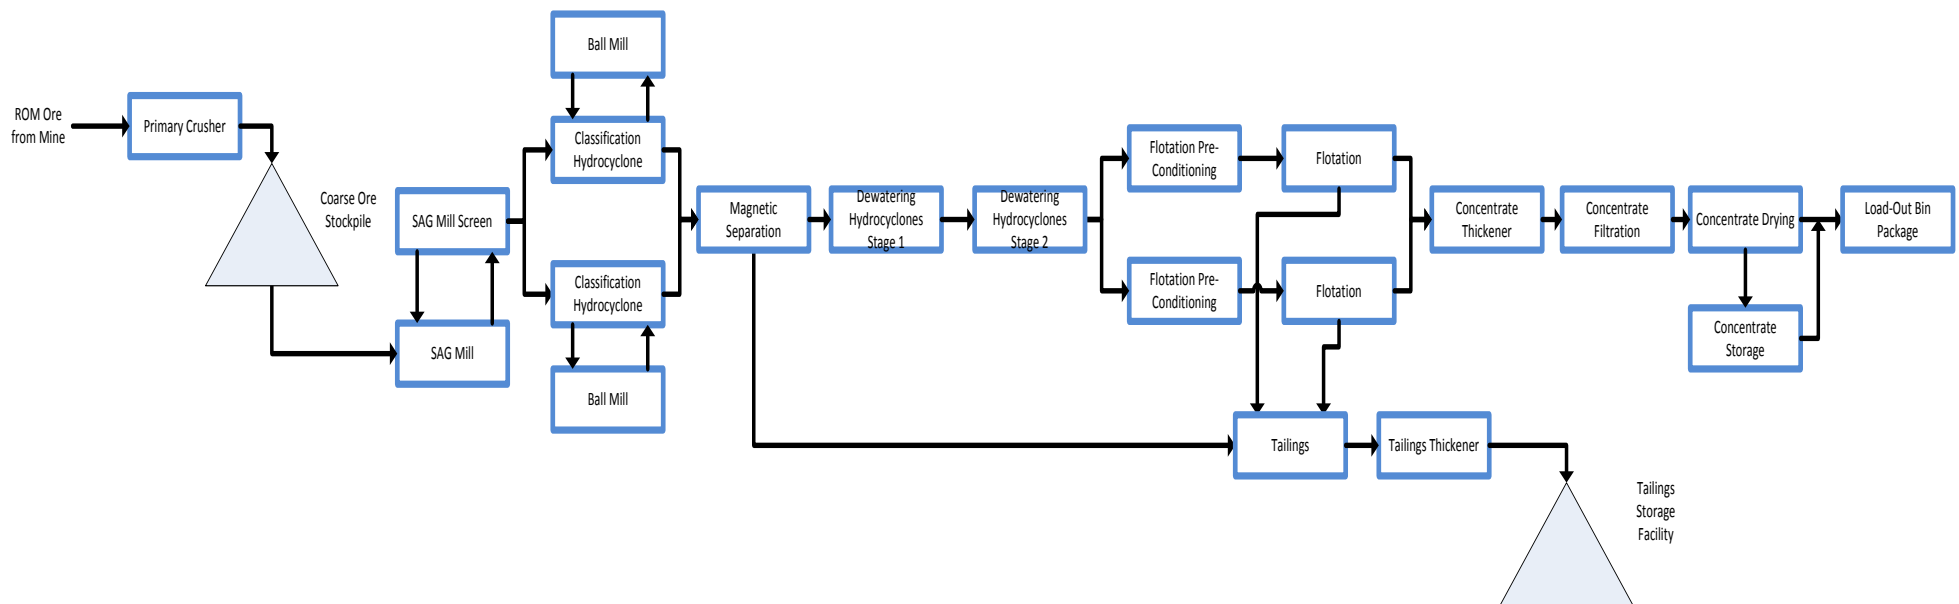 ROM Ore
from Mine
Primary Crusher
Coarse Ore
Stockpile
SAG Mill Screen
SAG Mill
Ball Mill
Classification
Hydrocyclone
Classification
Hydrocyclone
Ball Mill
Magnetic
Separation
Dewatering
Hydrocyclones
Stage 1
Dewatering
Hydrocyclones
Stage 2
Flotation Pre-
Conditioning
Flotation
Flotation Pre-
Conditioning
Flotation
Concentrate
Thickener
Concentrate
Filtration
Concentrate Drying
Load-Out Bin
Package
Concentrate
Storage
Tailings
Tailings Thickener
Tailings
Storage
Facility